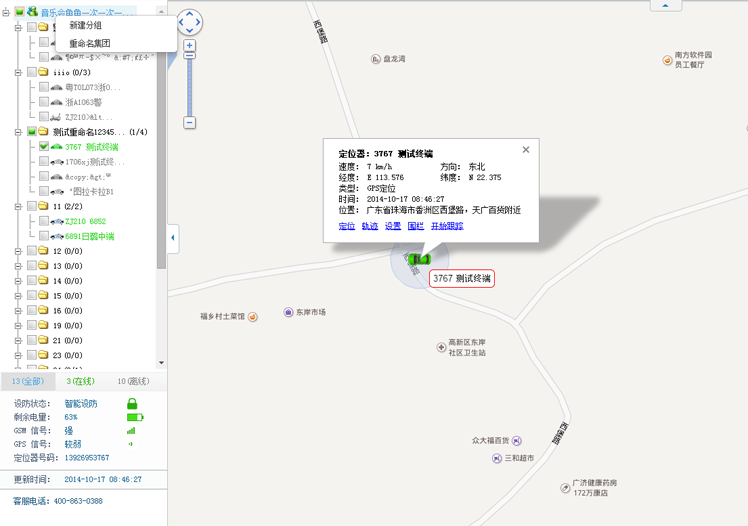 音乐会鱼鱼一次一次一...
新建分组
重命名集团
iiio (0/3)
粤TOL073浙0...
浙A1063警
ZJ210>&lt...
测试重命名12345... (1/4)
3767 测试终端
1706xj测试终...
&copy;&gt;
"图拉卡拉B1
11 (2/2)
ZJ210 6852
6891日弱中端
12 (0/0)
13 (0/0)
14 (0/0)
15 (0/0)
16 (0/0)
19 (0/0)
21 (0/0)
23 (0/0)
13(全部)
3(在线)
10(离线)
设防状态: 智能设防
剩余电量: 63%
GSM 信号: 强
GPS 信号: 较弱
定位器号码: 13926953767
更新时间: 2014-10-17 08:46:27
客服电话: 400-863-0388
定位器: 3767 测试终端
速度: 7 km/h 方向: 东北
经度: E 113.576 纬度: N 22.375
类型: GPS定位
时间: 2014-10-17 08:46:27
位置: 广东省珠海市香洲区西堡路, 天广百货附近
定位 轨迹 设置 围栏 开始跟踪
3767 测试终端
盘龙湾
南方软件园
员工餐厅
福乡村土菜馆
东岸市场
高新区东岸
社区卫生站
众大福百货
三和超市
广济健康药房
172万康店